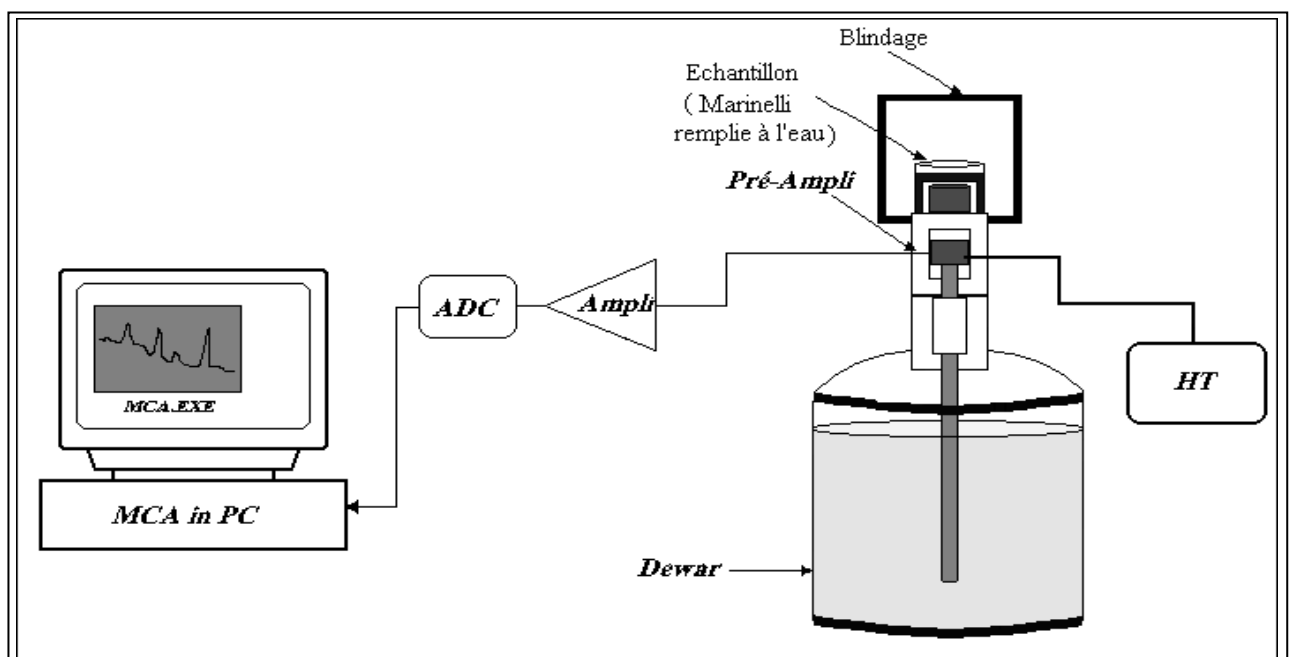 Blindage
Echantillon
( Marinelli
remplie à l'eau)
Pré-Ampli
ADC
Ampli
HT
MCA.EXE
MCA in PC
Dewar